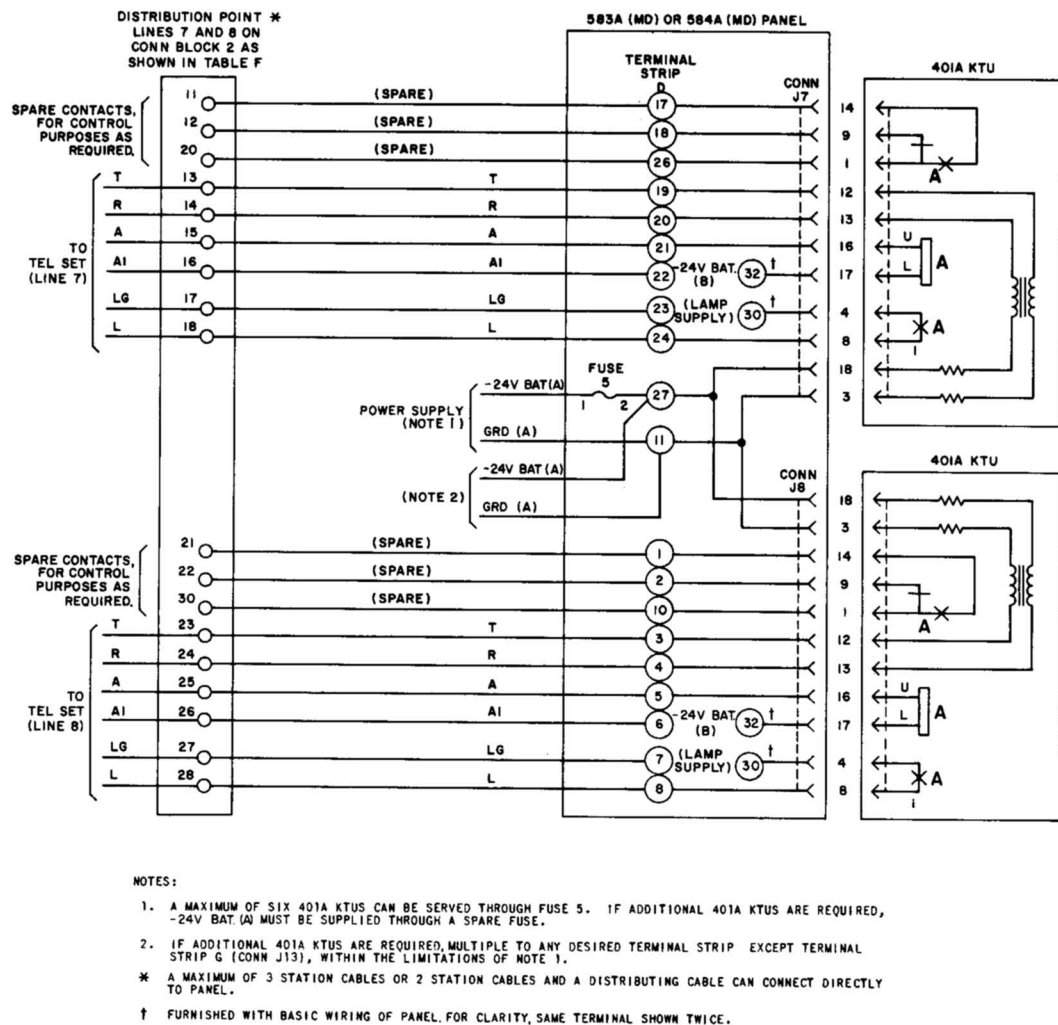 DISTRIBUTION POINT *
LINES 7 AND 8 ON
CONN BLOCK 2 AS
SHOWN IN TABLE F
583A (MD) OR 584A (MD) PANEL
TERMINAL
STRIP
D
CONN
J7
401A KTU
SPARE CONTACTS,
FOR CONTROL
PURPOSES AS
REQUIRED.
11 (SPARE) 17 14
12 (SPARE) 18 9
20 (SPARE) 26 1
A
TO
TEL SET
(LINE 7)
T 13 T 19 12
R 14 R 20 13
A 15 A 21 16 U
A
A1 16 A1 22 -24V BAT. (B) 32 † 17 L
LG 17 LG 23 (LAMP SUPPLY) 30 † 4
A
L 18 L 24 8 1
18
3
FUSE
5
POWER SUPPLY
(NOTE 1)
-24V BAT(A) 1 2 27
GRD (A) 11
(NOTE 2)
-24V BAT(A)
GRD (A)
CONN
J8
401A KTU
18
3
SPARE CONTACTS,
FOR CONTROL
PURPOSES AS
REQUIRED.
21 (SPARE) 1 14
22 (SPARE) 2 9
30 (SPARE) 10 1
A
TO
TEL SET
(LINE 8)
T 23 T 3 12
R 24 R 4 13
A 25 A 5 16 U
A
A1 26 A1 6 -24V BAT. (B) 32 † 17 L
LG 27 LG 7 (LAMP SUPPLY) 30 † 4
A
L 28 L 8 8 1
NOTES:
1. A MAXIMUM OF SIX 401A KTUS CAN BE SERVED THROUGH FUSE 5. IF ADDITIONAL 401A KTUS ARE REQUIRED,
-24V BAT. (A) MUST BE SUPPLIED THROUGH A SPARE FUSE.
2. IF ADDITIONAL 401A KTUS ARE REQUIRED, MULTIPLE TO ANY DESIRED TERMINAL STRIP EXCEPT TERMINAL
STRIP G (CONN J13), WITHIN THE LIMITATIONS OF NOTE 1.
* A MAXIMUM OF 3 STATION CABLES OR 2 STATION CABLES AND A DISTRIBUTING CABLE CAN CONNECT DIRECTLY
TO PANEL.
† FURNISHED WITH BASIC WIRING OF PANEL. FOR CLARITY, SAME TERMINAL SHOWN TWICE.